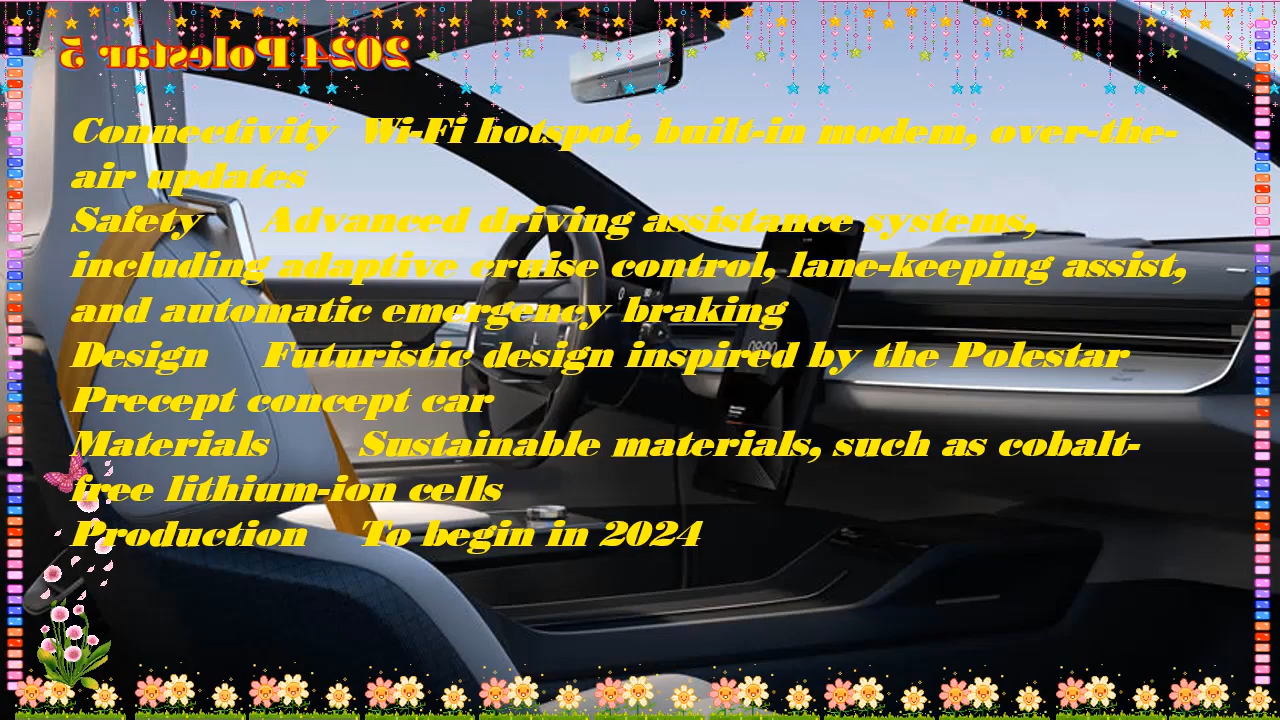 2024 Polestar 5
Connectivity Wi-Fi hotspot, built-in modem, over-the-
air updates
Safety Advanced driving assistance systems,
including adaptive cruise control, lane-keeping assist,
and automatic emergency braking
Design Futuristic design inspired by the Polestar
Precept concept car
Materials Sustainable materials, such as cobalt-
free lithium-ion cells
Production To begin in 2024